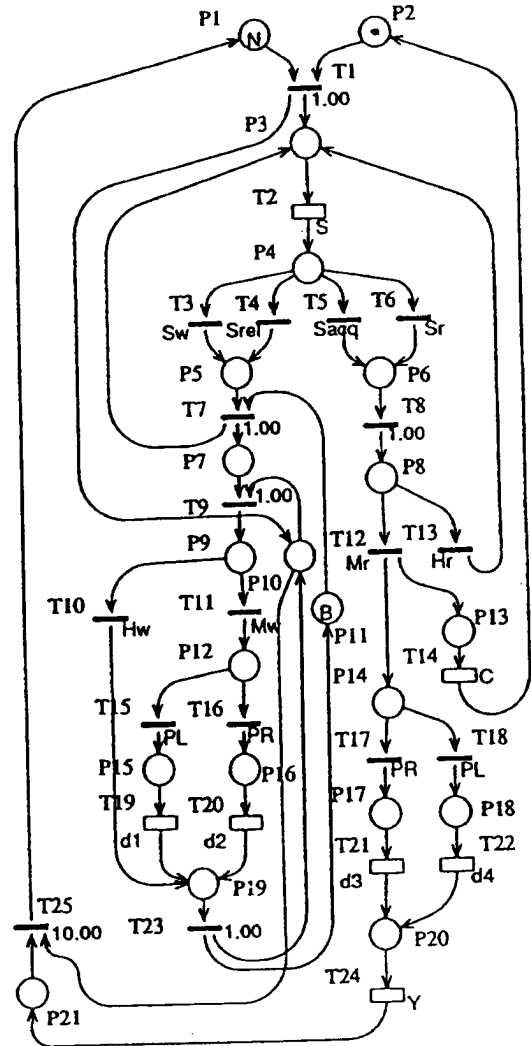 P1 P2
N
T1
1.00
P3
T2
S
P4
T3 T4 T5 T6
Sw Srel Sacq Sr
P5 P6
T7 T8
1.00 1.00
P7 P8
T9 1.00
T12 T13
P9 Mr Hr
P10
T10 T11
Hw Mw B P13
P11
P12 T14
P14 C
T15 T16
PL PR T17 T18
PR PL
P15 P16
P17 P18
T19 T20
d1 d2 T21 T22
d3 d4
P19
T25 T23 1.00 P20
10.00
T24
P21 Y